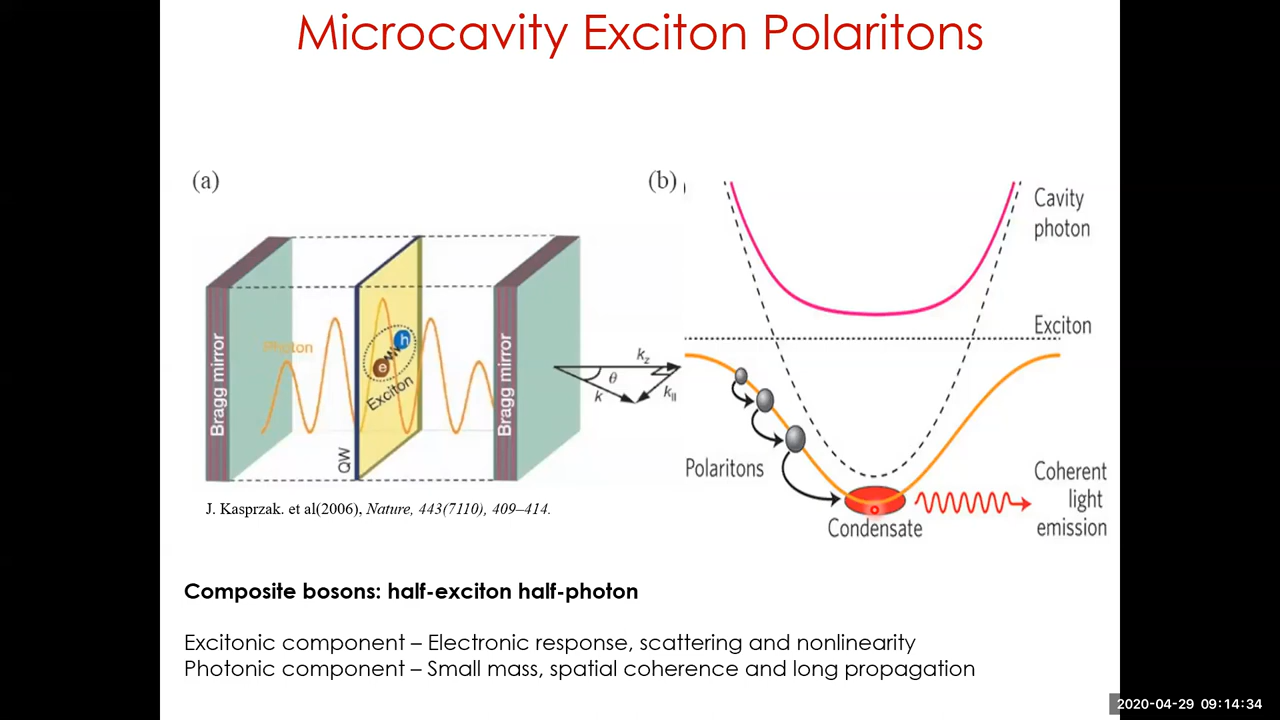 Microcavity Exciton Polaritons
(a)
Bragg mirror
Photon
e
h
Exciton
QW
Bragg mirror
k_z
θ
k
k_||
J. Kasprzak. et al(2006), Nature, 443(7110), 409–414.
(b)
Cavity
photon
Exciton
Polaritons
Condensate
Coherent
light
emission
Composite bosons: half-exciton half-photon
Excitonic component – Electronic response, scattering and nonlinearity
Photonic component – Small mass, spatial coherence and long propagation
2020-04-29 09:14:34